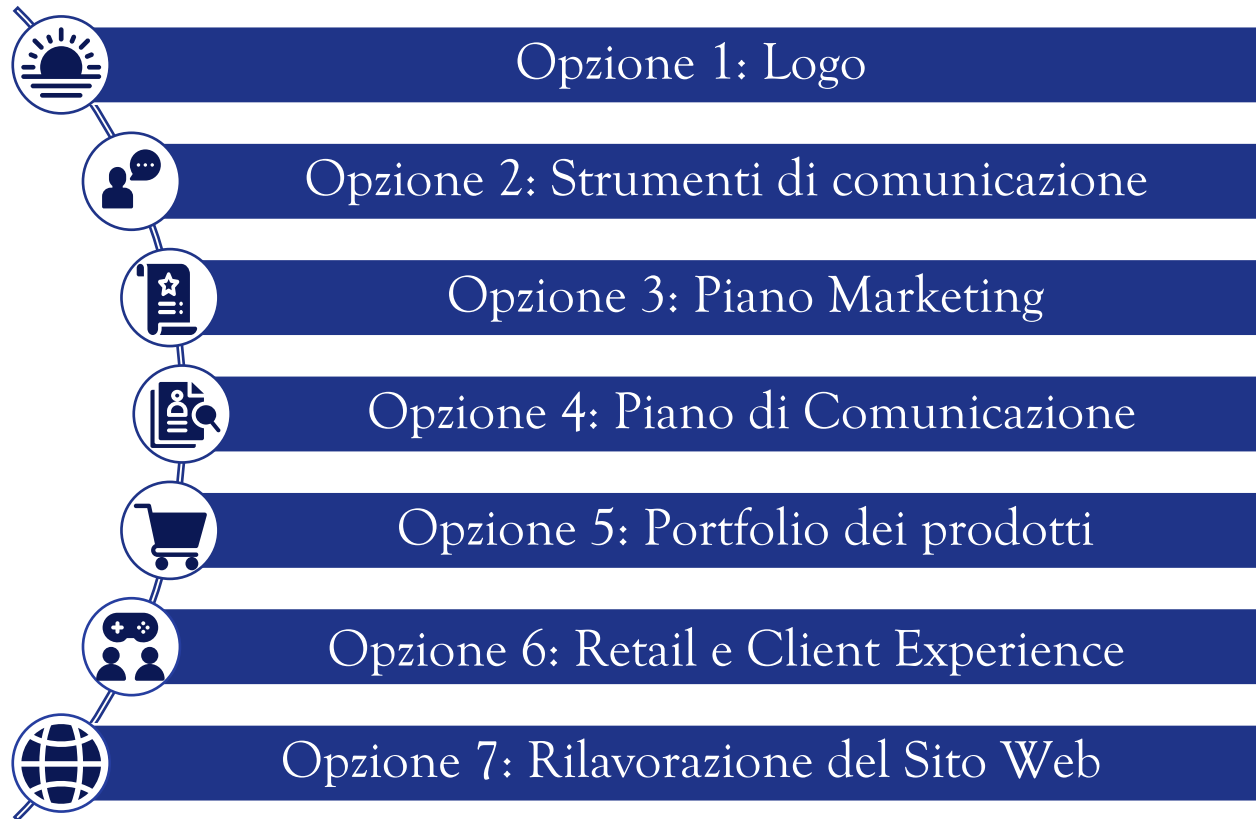 Opzione 1: Logo
Opzione 2: Strumenti di comunicazione
Opzione 3: Piano Marketing
Opzione 4: Piano di Comunicazione
Opzione 5: Portfolio dei prodotti
Opzione 6: Retail e Client Experience
Opzione 7: Rilavorazione del Sito Web